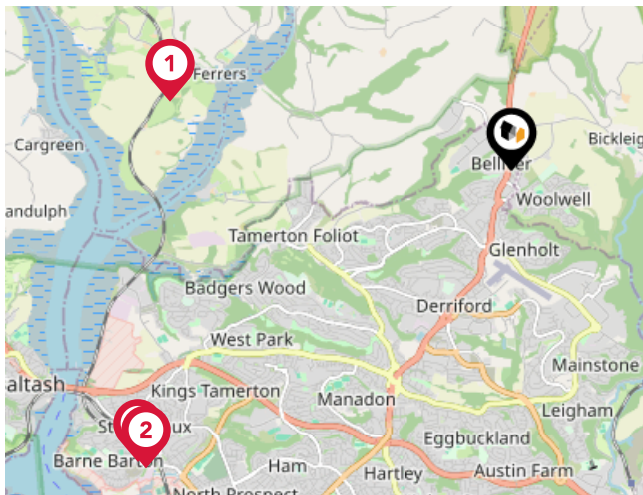 1
Ferrers
Cargreen
Bickleigh
andulph
Woolwell
Tamerton Foliot
Glenholt
Badgers Wood
Derriford
West Park
Mainstone
altash
Kings Tamerton
Manadon
Leigham
2
Eggbuckland
Barne Barton
Ham
Hartley
Austin Farm
North Prospect